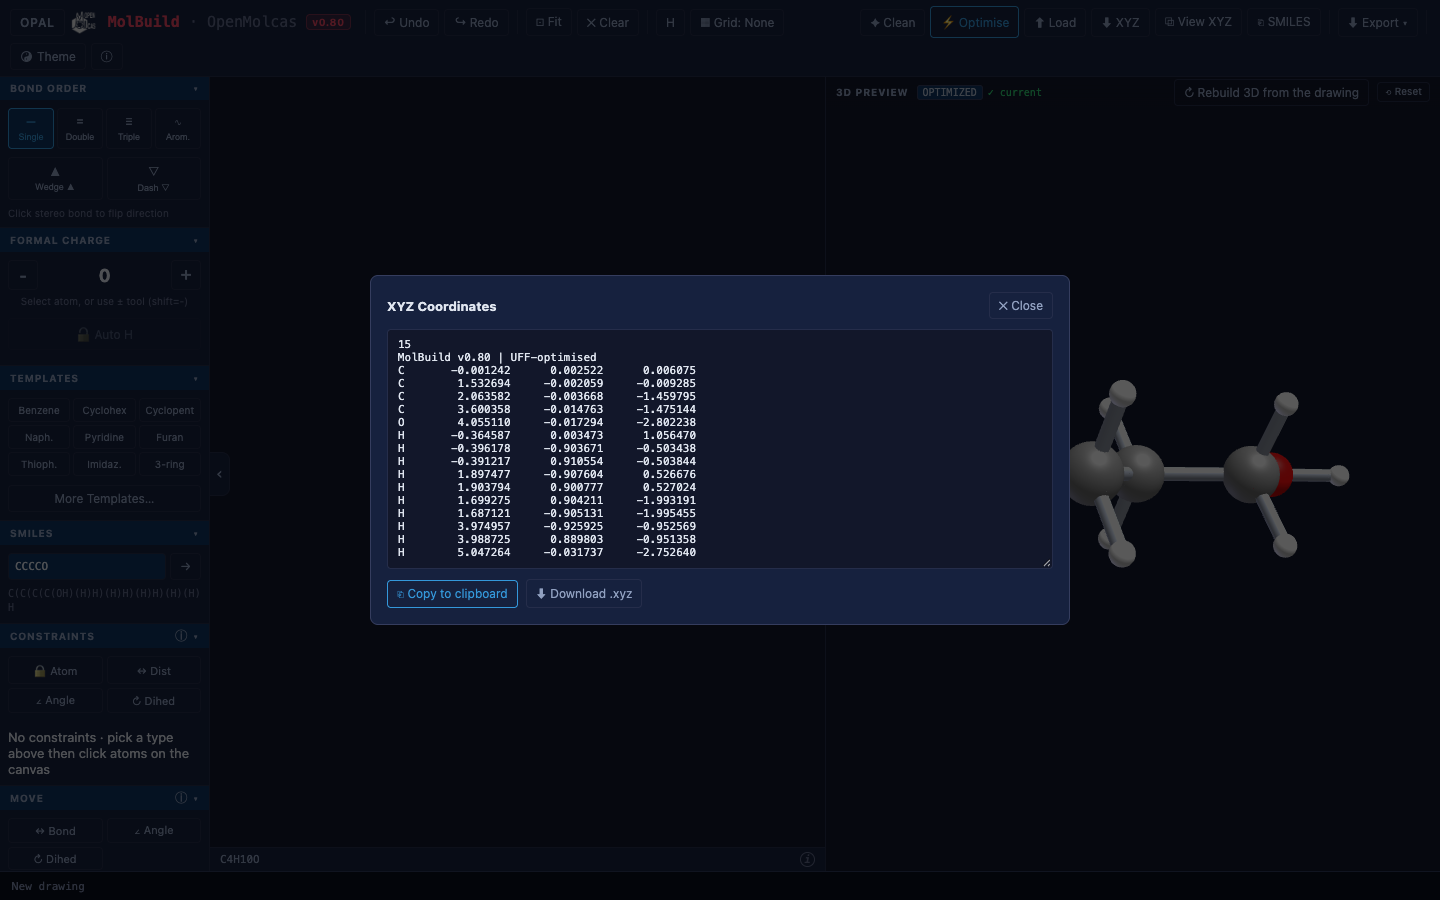 OPAL MolBuild · OpenMolcas v0.80 ↩ Undo ↪ Redo ⊡ Fit ✕ Clear H ▦ Grid: None ✦ Clean ⚡ Optimise ⬆ Load ⬇ XYZ ⧉ View XYZ SMILES ⬇ Export ▾
Theme ⓘ
BOND ORDER ▾
Single Double Triple Arom.
Wedge ▲ Dash ▽
Click stereo bond to flip direction
FORMAL CHARGE ▾
- 0 +
Select atom, or use ± tool (shift=-)
🔒 Auto H
TEMPLATES ▾
Benzene Cyclohex Cyclopent
Naph. Pyridine Furan
Thioph. Imidaz. 3-ring
More Templates...
SMILES ▾
CCCCO →
C(C(C(C(OH)(H)H)(H)H)(H)H)(H)(H)
H
CONSTRAINTS ⓘ ▾
🔒 Atom ↔ Dist
∠ Angle ↻ Dihed
No constraints · pick a type
above then click atoms on the
canvas
MOVE ⓘ ▾
↔ Bond ∠ Angle
↻ Dihed
3D PREVIEW OPTIMIZED ✓ current ↻ Rebuild 3D from the drawing Reset
XYZ Coordinates ✕ Close
15
MolBuild v0.80 | UFF-optimised
C -0.001242 0.002522 0.006075
C 1.532694 -0.002059 -0.009285
C 2.063582 -0.003668 -1.459795
C 3.600358 -0.014763 -1.475144
O 4.055110 -0.017294 -2.802238
H -0.364587 0.003473 1.056470
H -0.396178 -0.903671 -0.503438
H -0.391217 0.910554 -0.503844
H 1.897477 -0.907604 0.526676
H 1.903794 0.900777 0.527024
H 1.699275 0.904211 -1.993191
H 1.687121 -0.905131 -1.995455
H 3.974957 -0.925925 -0.952569
H 3.988725 0.889803 -0.951358
H 5.047264 -0.031737 -2.752640
Copy to clipboard ⬇ Download .xyz
C4H10O
New drawing